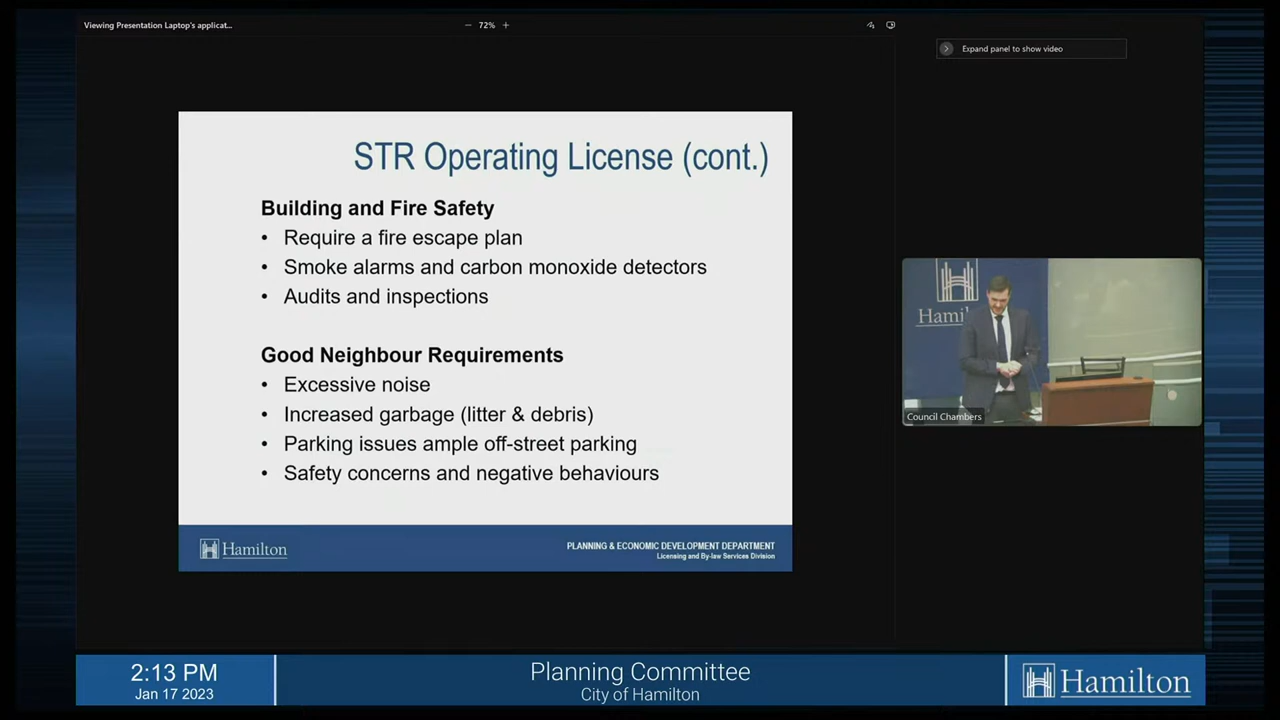 Viewing Presentation Laptop's applicat...
− 72% +
Expand panel to show video
STR Operating License (cont.)
Building and Fire Safety
• Require a fire escape plan
• Smoke alarms and carbon monoxide detectors
• Audits and inspections
Good Neighbour Requirements
• Excessive noise
• Increased garbage (litter & debris)
• Parking issues ample off-street parking
• Safety concerns and negative behaviours
Hamilton
PLANNING & ECONOMIC DEVELOPMENT DEPARTMENT
Licensing and By-law Services Division
Hamil
Council Chambers
2:13 PM
Jan 17 2023
Planning Committee
City of Hamilton
Hamilton